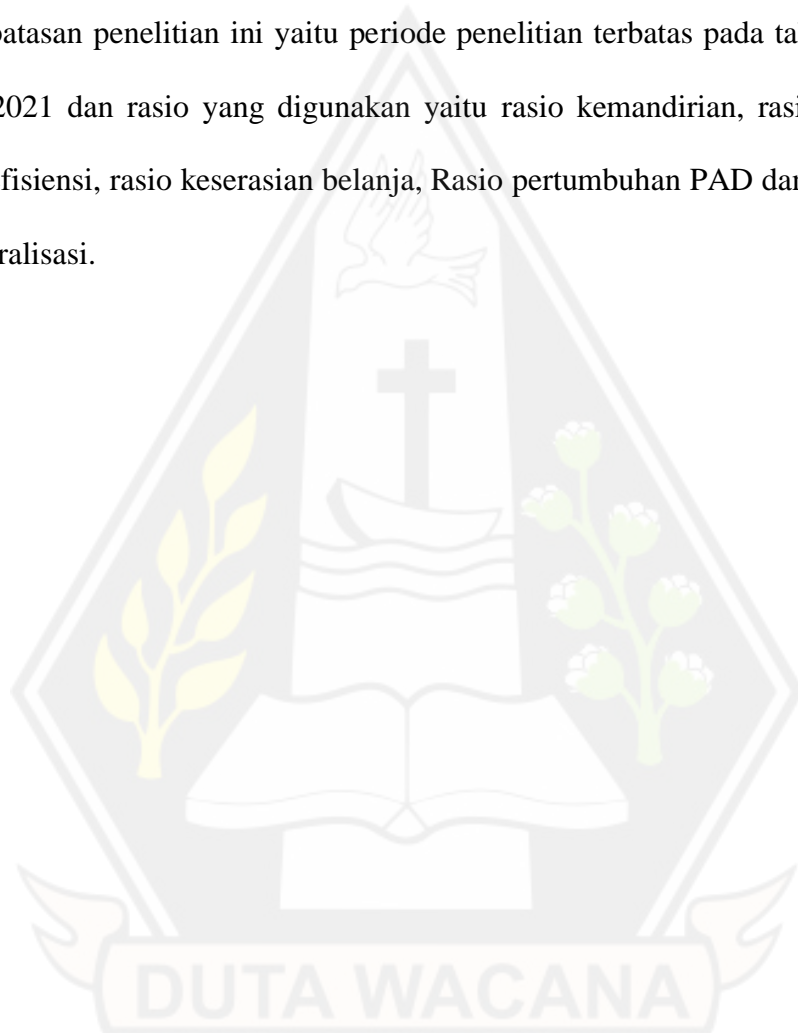 batasan penelitian ini yaitu periode penelitian terbatas pada ta
2021 dan rasio yang digunakan yaitu rasio kemandirian, rasi
fisiensi, rasio keserasian belanja, Rasio pertumbuhan PAD dan
ralisasi.
DUTA WACANA